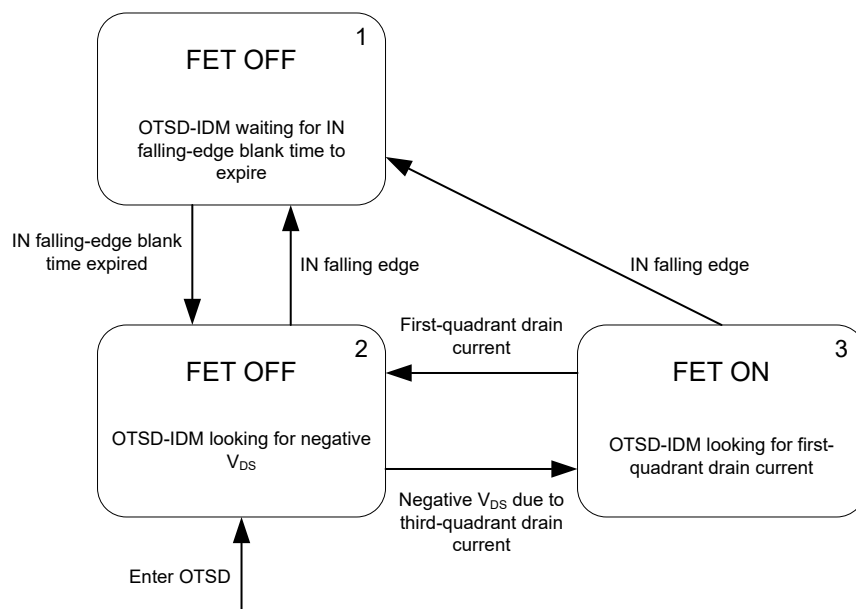 1
FET OFF
OTSD-IDM waiting for IN
falling-edge blank time to
expire
IN falling-edge blank
time expired
IN falling edge
IN falling edge
2
FET OFF
OTSD-IDM looking for negative
VDS
First-quadrant drain
current
Negative VDS due to
third-quadrant drain
current
3
FET ON
OTSD-IDM looking for first-
quadrant drain current
Enter OTSD